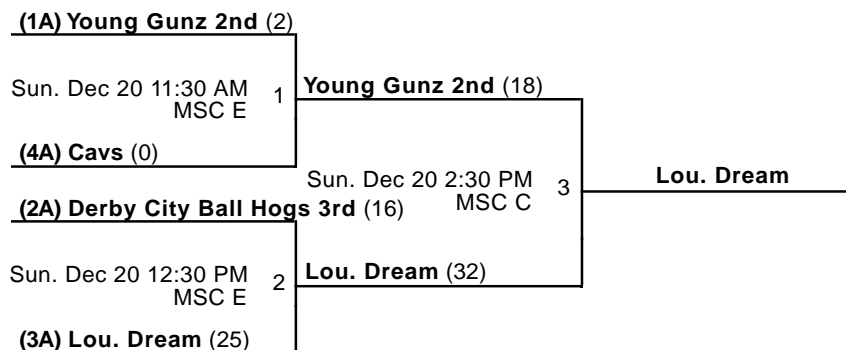 (1A) Young Gunz 2nd (2)
Sun. Dec 20 11:30 AM
MSC E
1
Young Gunz 2nd (18)
(4A) Cavs (0)
Sun. Dec 20 2:30 PM
MSC C
3
Lou. Dream
(2A) Derby City Ball Hogs 3rd (16)
Sun. Dec 20 12:30 PM
MSC E
2
Lou. Dream (32)
(3A) Lou. Dream (25)